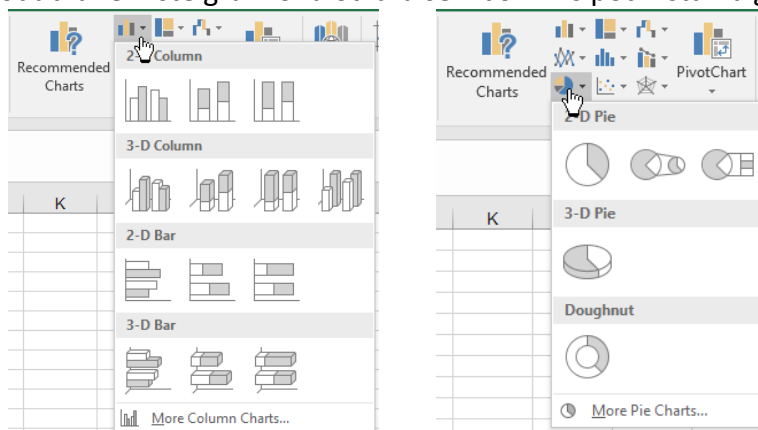 Recommended
Charts
2-D Column
3-D Column
2-D Bar
3-D Bar
More Column Charts...
K
Recommended
Charts
PivotChart
2-D Pie
3-D Pie
Doughnut
More Pie Charts...
K